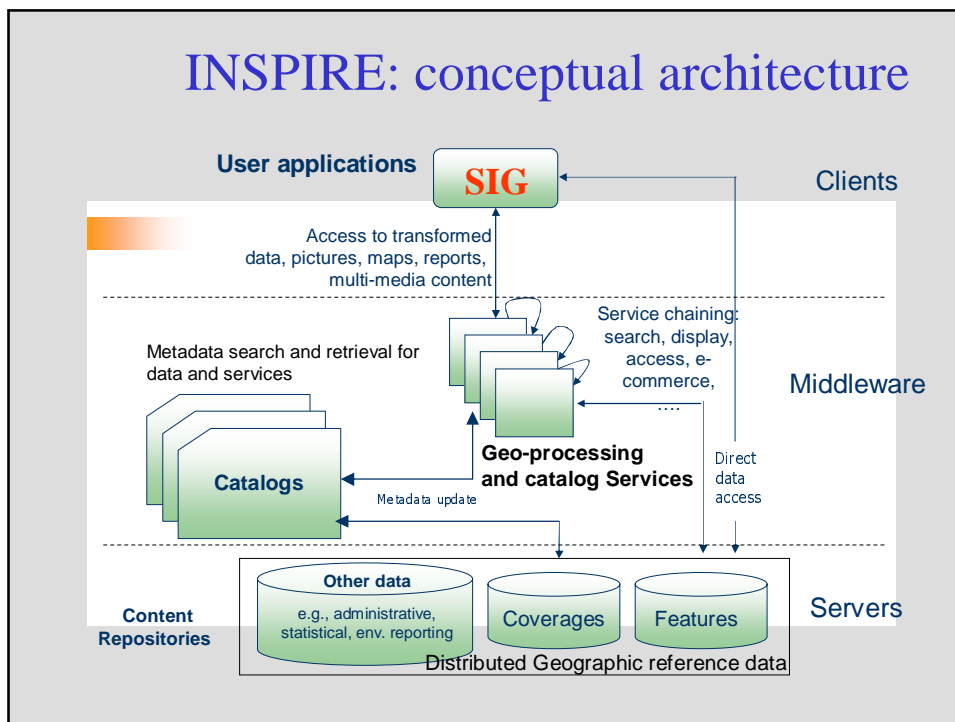 INSPIRE: conceptual architecture
User applications
SIG
Clients
Access to transformed
data, pictures, maps, reports,
multi-media content
Service chaining:
search, display,
access, e-
commerce,
....
Metadata search and retrieval for
data and services
Middleware
Catalogs
Geo-processing
and catalog Services
Metadata update
Direct
data
access
Content
Repositories
Other data
e.g., administrative,
statistical, env. reporting
Coverages
Features
Servers
Distributed Geographic reference data